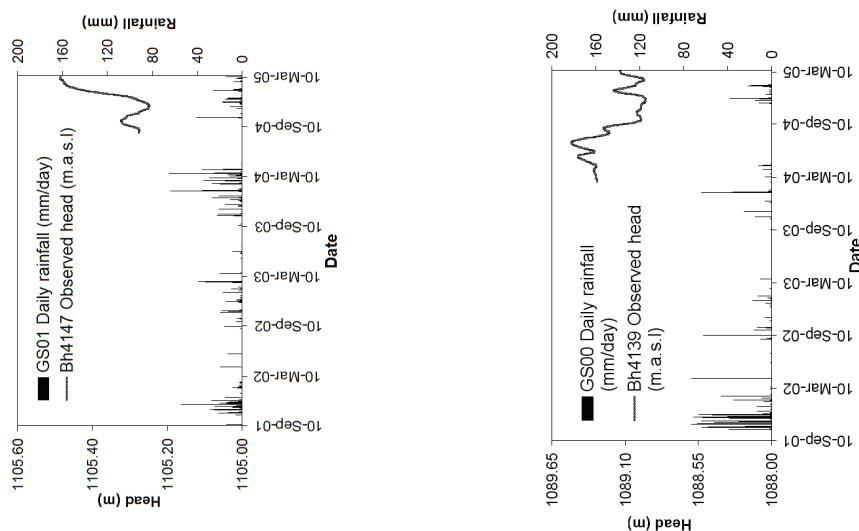 Rainfall (mm)
200
160
120
80
40
0
GS01 Daily rainfall (mm/day)
Bh4147 Observed head (m.a.s.l)
10-Mar-05
10-Sep-04
10-Mar-04
10-Sep-03
10-Mar-03
10-Sep-02
10-Mar-02
10-Sep-01
Date
1105.60
1105.40
1105.20
1105.00
Head (m)
Rainfall (mm)
200
160
120
80
40
0
GS00 Daily rainfall
(mm/day)
Bh4139 Observed head
(m.a.s.l)
10-Mar-05
10-Sep-04
10-Mar-04
10-Sep-03
10-Mar-03
10-Sep-02
10-Mar-02
10-Sep-01
Date
1089.65
1089.10
1088.55
1088.00
Head (m)